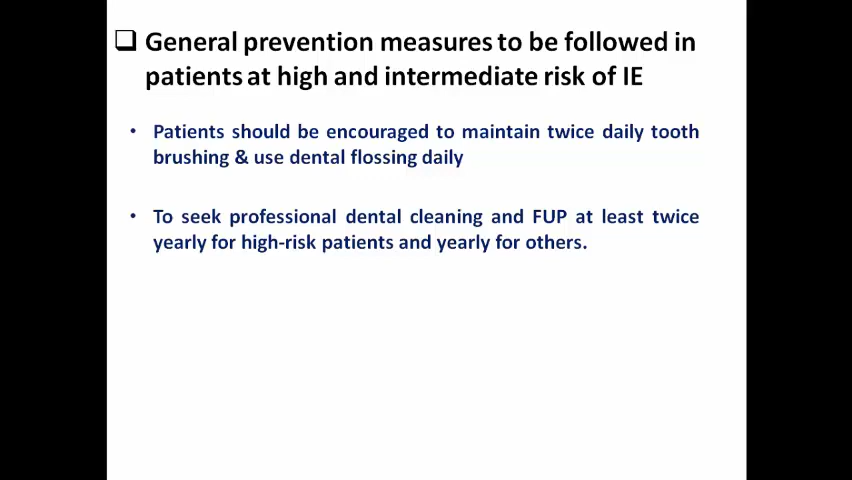 ❑ General prevention measures to be followed in
patients at high and intermediate risk of IE
• Patients should be encouraged to maintain twice daily tooth
brushing & use dental flossing daily
• To seek professional dental cleaning and FUP at least twice
yearly for high-risk patients and yearly for others.